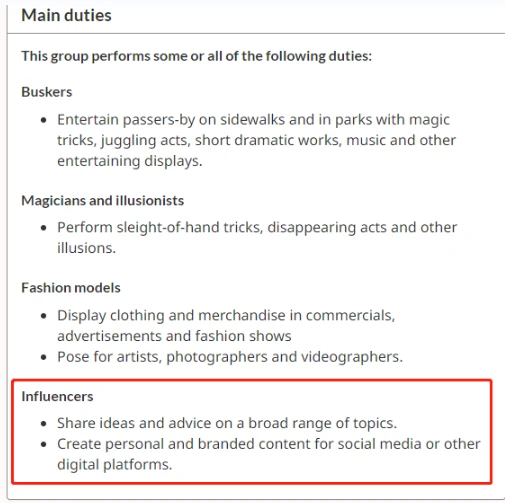 Main duties
This group performs some or all of the following duties:
Buskers
• Entertain passers-by on sidewalks and in parks with magic
tricks, juggling acts, short dramatic works, music and other
entertaining displays.
Magicians and illusionists
• Perform sleight-of-hand tricks, disappearing acts and other
illusions.
Fashion models
• Display clothing and merchandise in commercials,
advertisements and fashion shows
• Pose for artists, photographers and videographers.
Influencers
• Share ideas and advice on a broad range of topics.
• Create personal and branded content for social media or other
digital platforms.